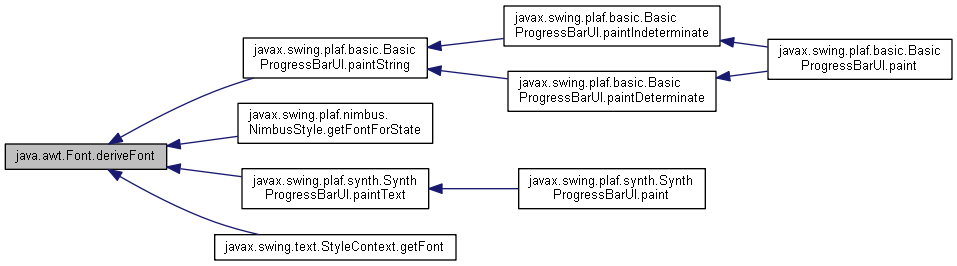 java.awt.Font.deriveFont
javax.swing.plaf.basic.Basic
ProgressBarUI.paintString
javax.swing.plaf.basic.Basic
ProgressBarUI.paintIndeterminate
javax.swing.plaf.basic.Basic
ProgressBarUI.paint
javax.swing.plaf.basic.Basic
ProgressBarUI.paintDeterminate
javax.swing.plaf.nimbus.
NimbusStyle.getFontForState
javax.swing.plaf.synth.Synth
ProgressBarUI.paintText
javax.swing.plaf.synth.Synth
ProgressBarUI.paint
javax.swing.text.StyleContext.getFont